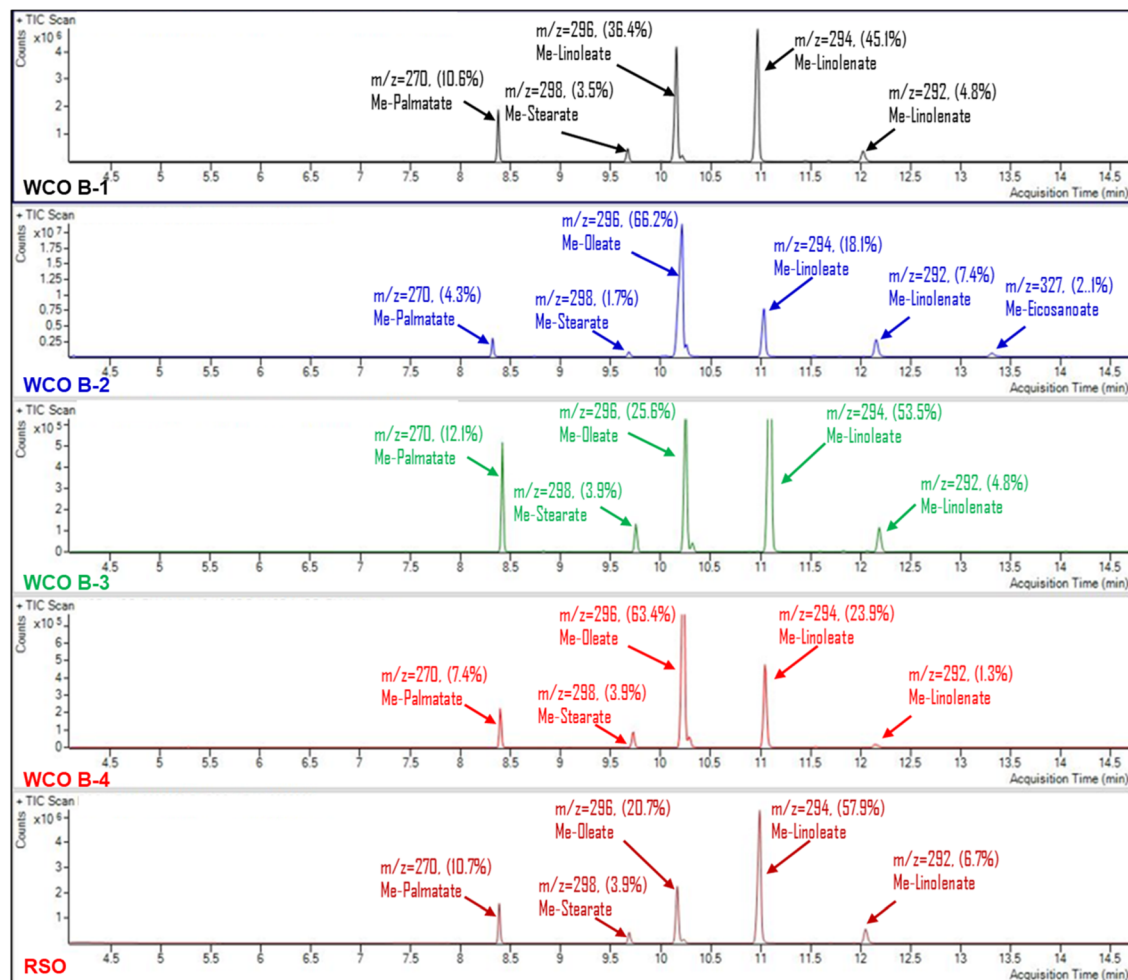 + TIC Scan
Counts
x10 6
4
3
2
1
m/z=270, (10.6%)
Me-Palmatate
m/z=298, (3.5%)
Me-Stearate
m/z=296, (36.4%)
Me-Linoleate
m/z=294, (45.1%)
Me-Linolenate
m/z=292, (4.8%)
Me-Linolenate
4.5 5 5.5 6 6.5 7 7.5 8 8.5 9 9.5 10 10.5 11 11.5 12 12.5 13 13.5 14 14.5
WCO B-1
Acquisition Time (min)
+ TIC Scan
Counts
x10 7
1.75
1.5
1.25
1
0.75
0.5
0.25
m/z=270, (4.3%)
Me-Palmatate
m/z=298, (1.7%)
Me-Stearate
m/z=296, (66.2%)
Me-Oleate
m/z=294, (18.1%)
Me-Linoleate
m/z=292, (7.4%)
Me-Linolenate
m/z=327, (2..1%)
Me-Eicosanoate
4.5 5 5.5 6 6.5 7 7.5 8 8.5 9 9.5 10 10.5 11 11.5 12 12.5 13 13.5 14 14.5
WCO B-2
Acquisition Time (min)
+ TIC Scan
Counts
x10 5
5
4
3
2
1
0
m/z=270, (12.1%)
Me-Palmatate
m/z=298, (3.9%)
Me-Stearate
m/z=296, (25.6%)
Me-Oleate
m/z=294, (53.5%)
Me-Linoleate
m/z=292, (4.8%)
Me-Linolenate
4.5 5 5.5 6 6.5 7 7.5 8 8.5 9 9.5 10 10.5 11 11.5 12 12.5 13 13.5 14 14.5
WCO B-3
Acquisition Time (min)
+ TIC Scan
Counts
x10 5
6
5
4
3
2
1
0
m/z=270, (7.4%)
Me-Palmatate
m/z=298, (3.9%)
Me-Stearate
m/z=296, (63.4%)
Me-Oleate
m/z=294, (23.9%)
Me-Linoleate
m/z=292, (1.3%)
Me-Linolenate
4.5 5 5.5 6 6.5 7 7.5 8 8.5 9 9.5 10 10.5 11 11.5 12 12.5 13 13.5 14 14.5
WCO B-4
Acquisition Time (min)
+ TIC Scan
Counts
x10 6
4
3
2
1
m/z=270, (10.7%)
Me-Palmatate
m/z=298, (3.9%)
Me-Stearate
m/z=296, (20.7%)
Me-Oleate
m/z=294, (57.9%)
Me-Linoleate
m/z=292, (6.7%)
Me-Linolenate
4.5 5 5.5 6 6.5 7 7.5 8 8.5 9 9.5 10 10.5 11 11.5 12 12.5 13 13.5 14 14.5
RSO
Acquisition Time (min)